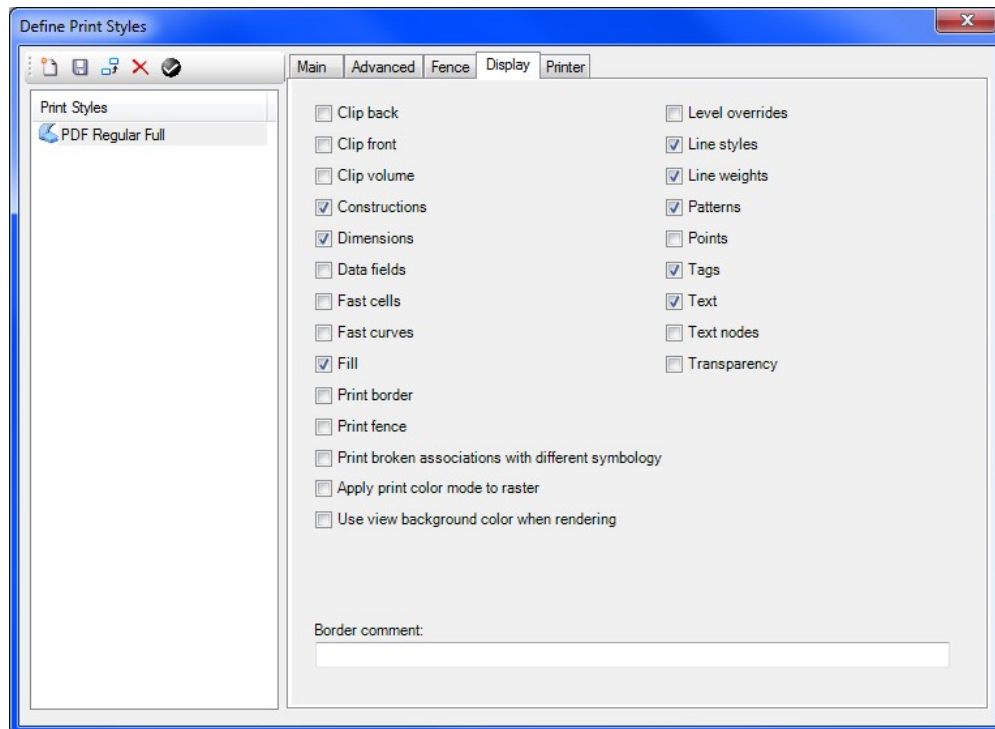 Define Print Styles
Main Advanced Fence Display Printer
Print Styles
PDF Regular Full
Clip back
Clip front
Clip volume
Constructions
Dimensions
Data fields
Fast cells
Fast curves
Fill
Print border
Print fence
Print broken associations with different symbology
Apply print color mode to raster
Use view background color when rendering
Level overrides
Line styles
Line weights
Patterns
Points
Tags
Text
Text nodes
Transparency
Border comment: